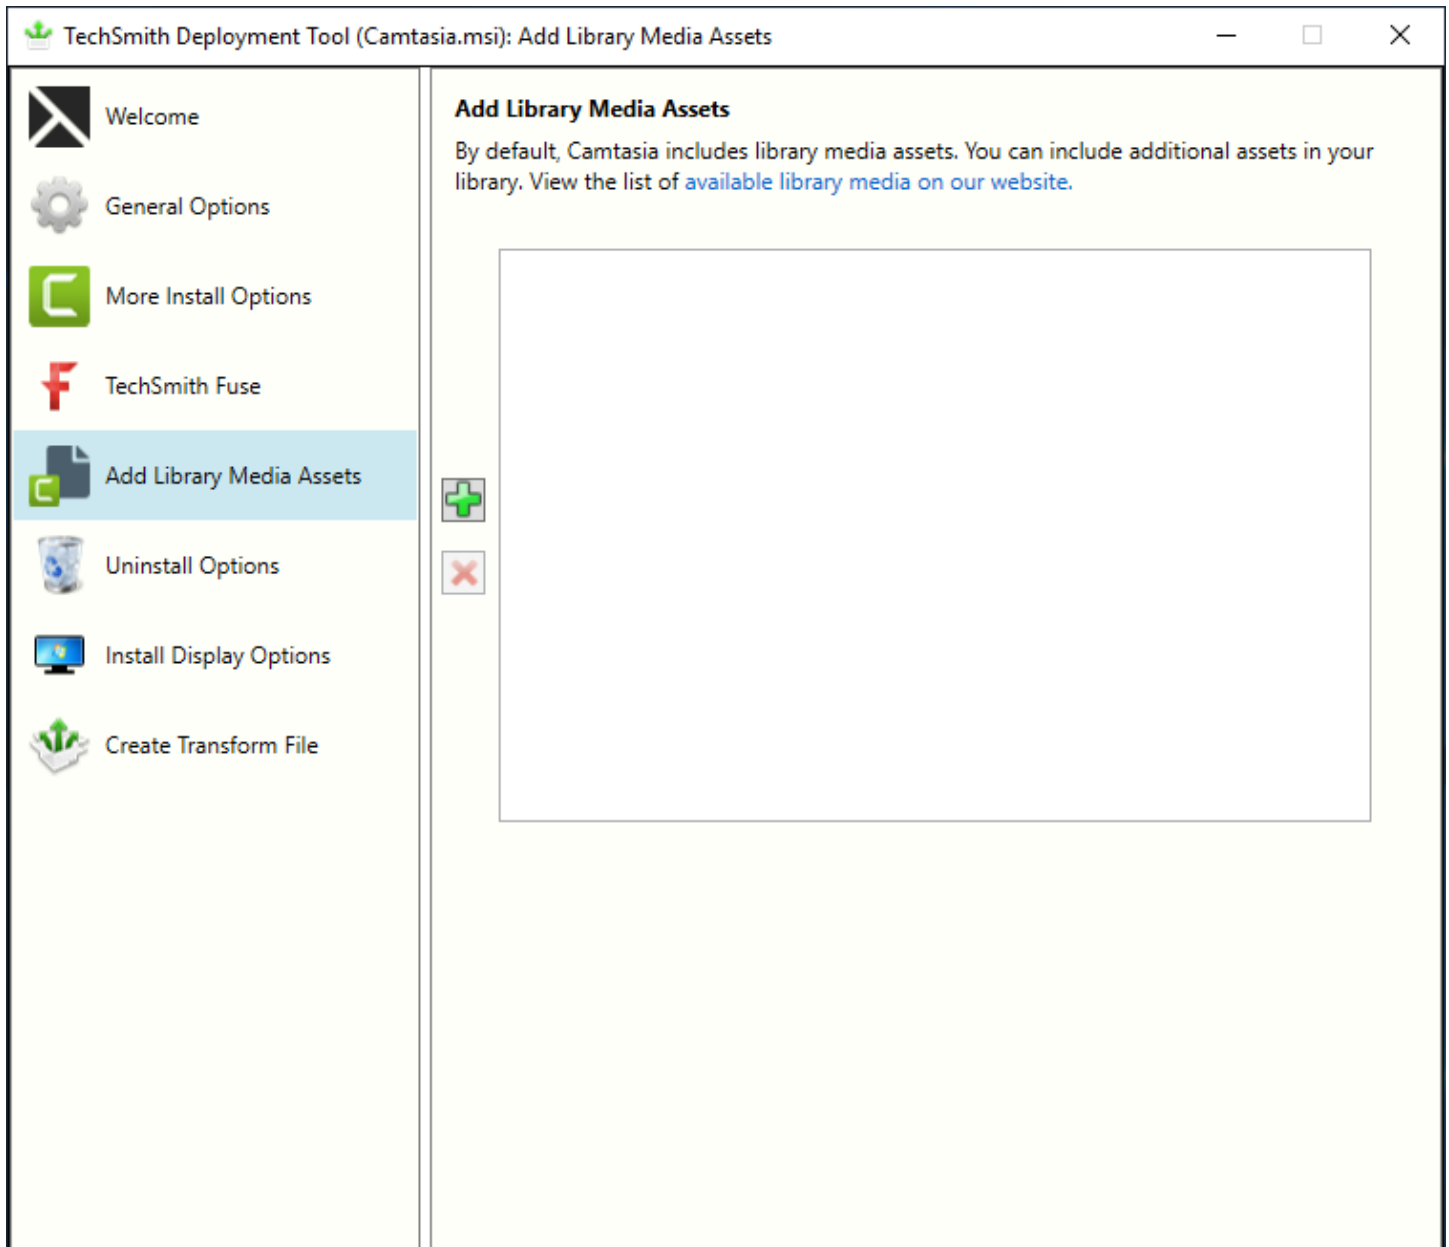 TechSmith Deployment Tool (Camtasia.msi): Add Library Media Assets
Welcome
General Options
More Install Options
TechSmith Fuse
Add Library Media Assets
Uninstall Options
Install Display Options
Create Transform File
Add Library Media Assets
By default, Camtasia includes library media assets. You can include additional assets in your
library. View the list of available library media on our website.